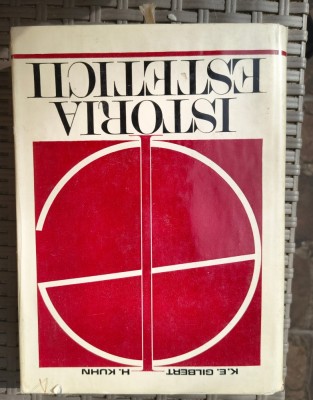 K.E. GILBERT
H. KUHN
ISTORIA
ESTETICII